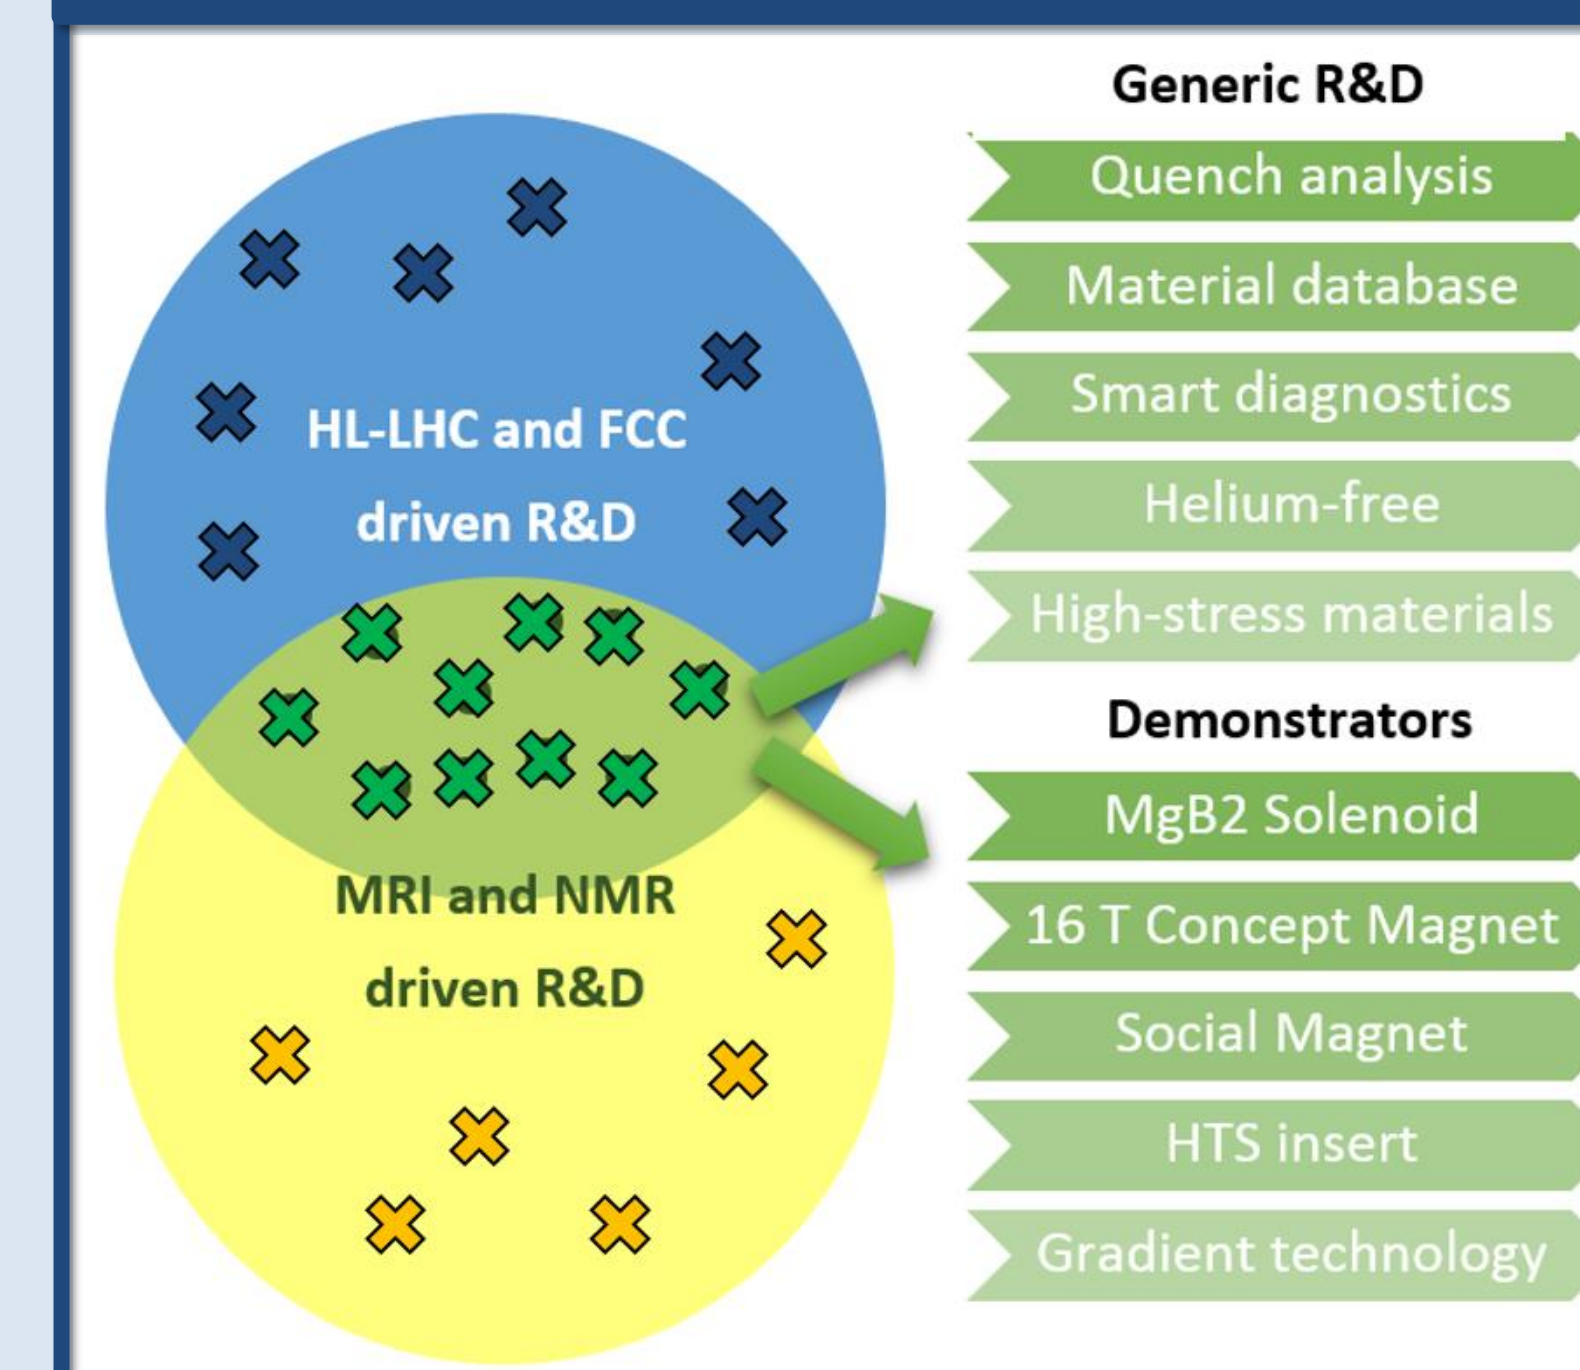 HL-LHC and FCC
driven R&D
MRI and NMR
driven R&D
Generic R&D
Quench analysis
Material database
Smart diagnostics
Helium-free
High-stress materials
Demonstrators
MgB2 Solenoid
16 T Concept Magnet
Social Magnet
HTS insert
Gradient technology